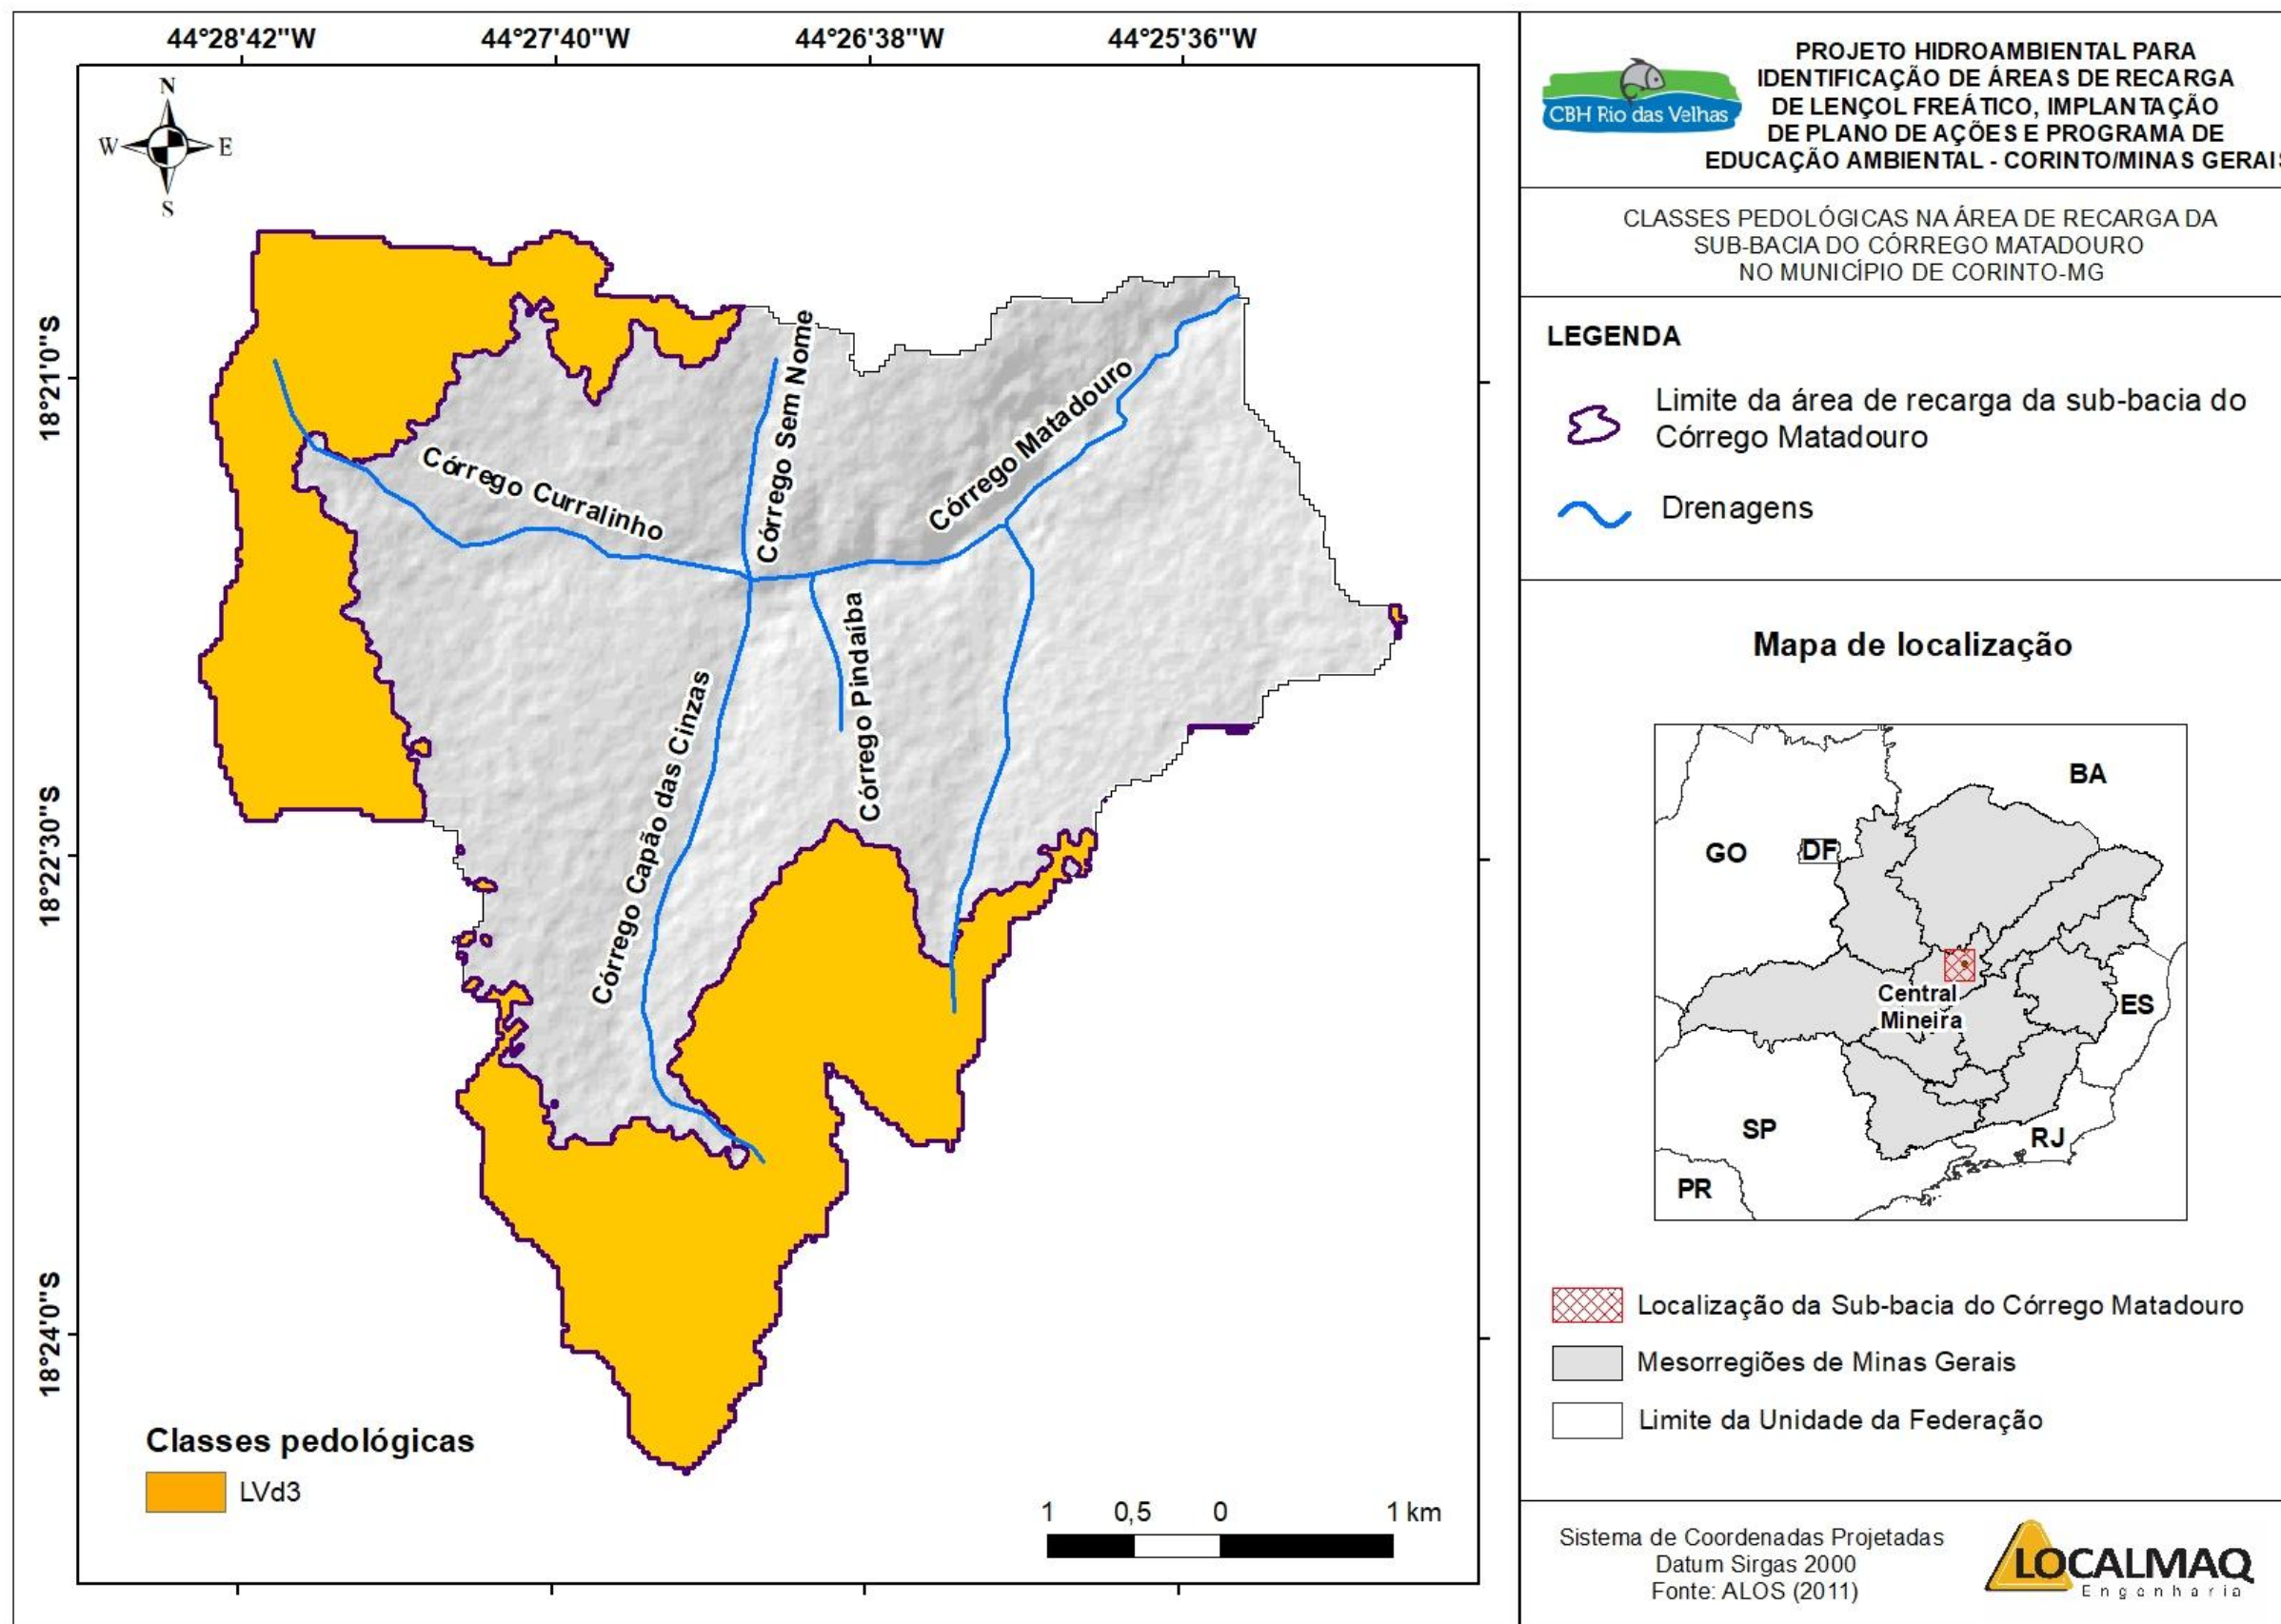 44°28'42"W
44°27'40"W
44°26'38"W
44°25'36"W
N
W
E
S
18°21'0"S
18°22'30"S
18°24'0"S
Córrego Curralinho
Córrego Sem Nome
Córrego Matadouro
Córrego Pindaíba
Córrego Capão das Cinzas
Classes pedológicas
LVd3
1 0,5 0 1 km
CBH Rio das Velhas
PROJETO HIDROAMBIENTAL PARA
IDENTIFICAÇÃO DE ÁREAS DE RECARGA
DE LENÇOL FREÁTICO, IMPLANTAÇÃO
DE PLANO DE AÇÕES E PROGRAMA DE
EDUCAÇÃO AMBIENTAL - CORINTO/MINAS GERAIS
CLASSES PEDOLÓGICAS NA ÁREA DE RECARGA DA
SUB-BACIA DO CÓRREGO MATADOURO
NO MUNICÍPIO DE CORINTO-MG
LEGENDA
Limite da área de recarga da sub-bacia do
Córrego Matadouro
Drenagens
Mapa de localização
BA
GO
DF
Central
Mineira
ES
SP
RJ
PR
Localização da Sub-bacia do Córrego Matadouro
Mesorregiões de Minas Gerais
Limite da Unidade da Federação
Sistema de Coordenadas Projetadas
Datum Sirgas 2000
Fonte: ALOS (2011)
LOCALMAQ
Engenharia